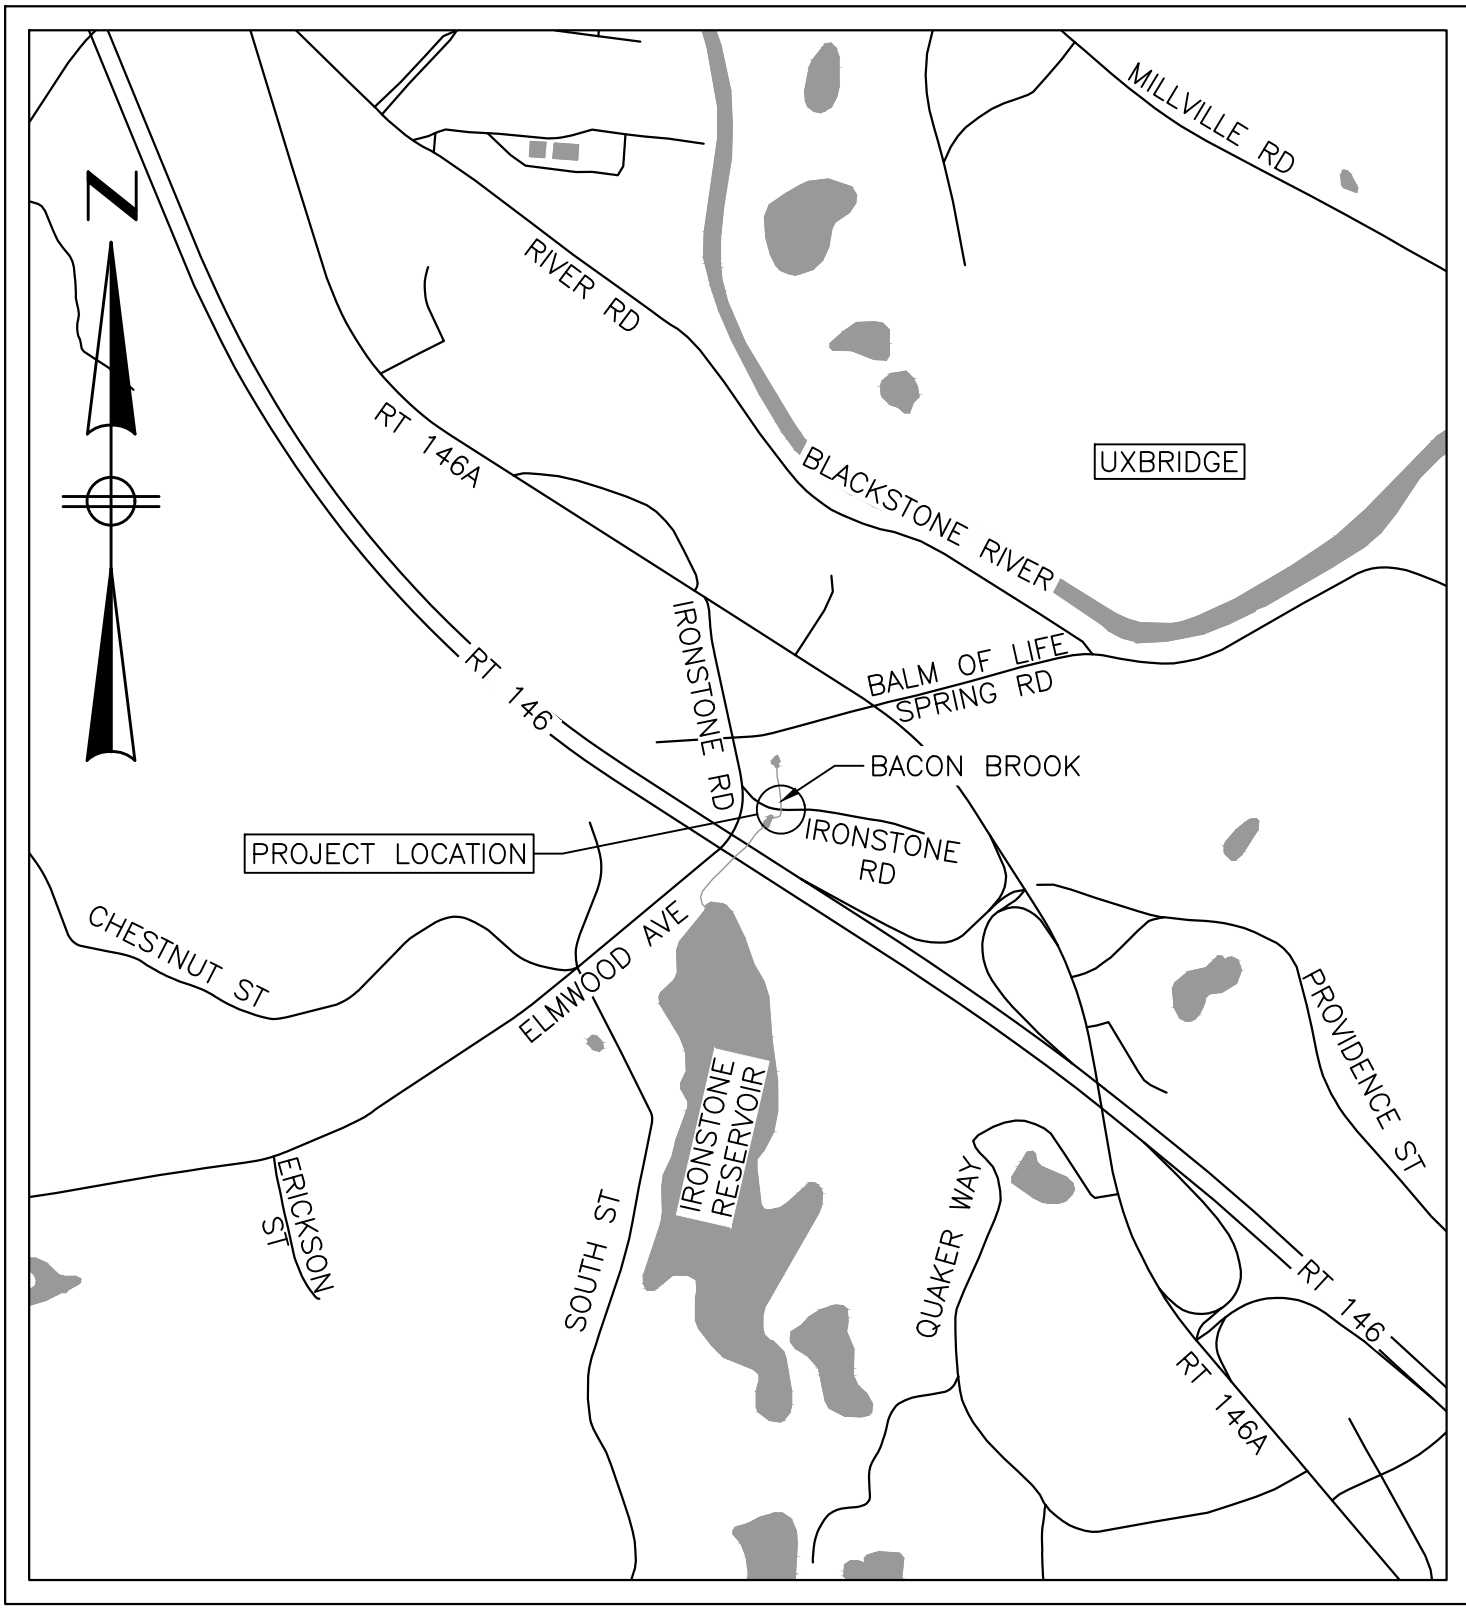 MILLVILLE RD
N
RIVER RD
RT 146A
BLACKSTONE RIVER
UXBRIDGE
IRONSTONE RD
RT 146
BALM OF LIFE
SPRING RD
BACON BROOK
PROJECT LOCATION
IRONSTONE
RD
CHESTNUT ST
ELMWOOD AVE
PROVIDENCE ST
IRONSTONE
RESERVOIR
ERICKSON
ST
SOUTH ST
QUAKER WAY
RT 146
RT 146A